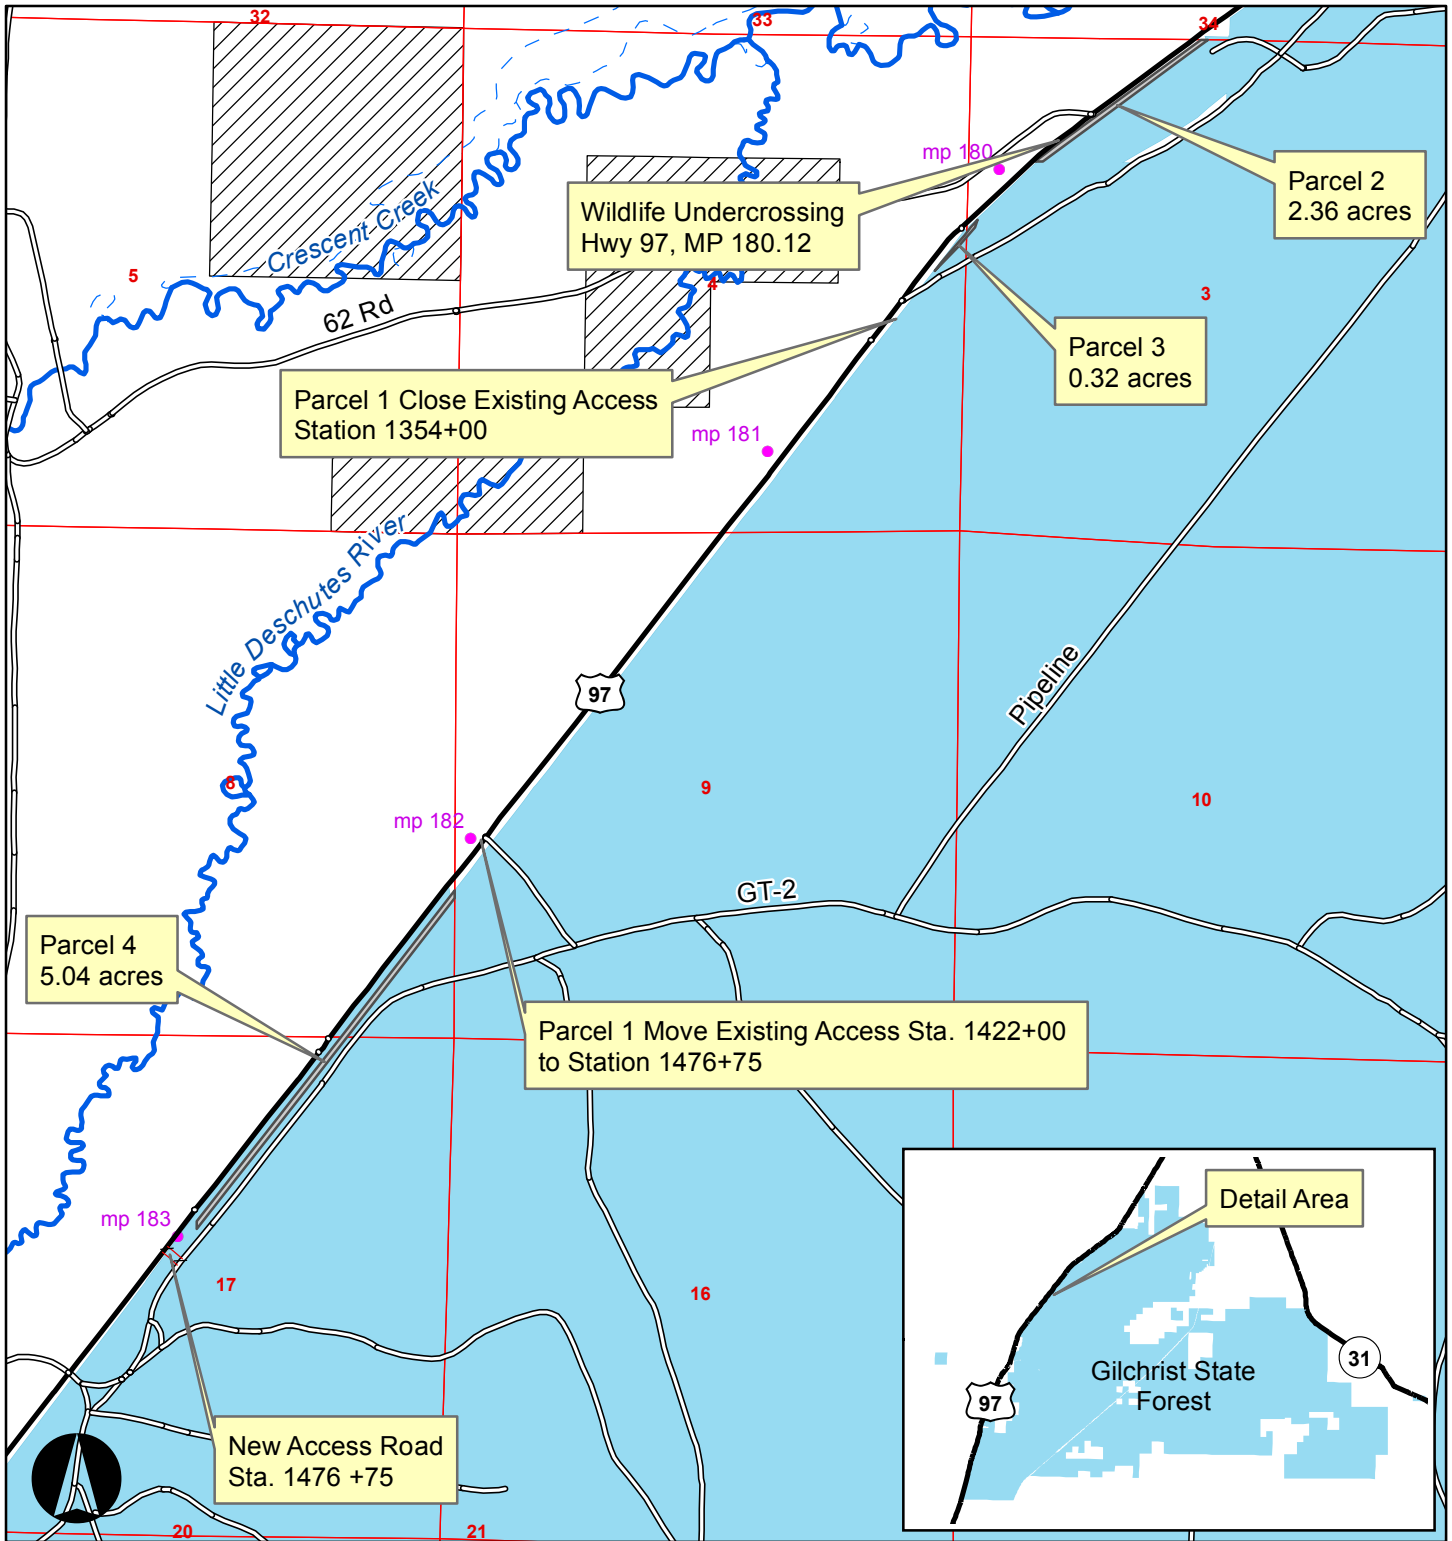 32
33
34
mp 180
Parcel 2
2.36 acres
Wildlife Undercrossing
Hwy 97, MP 180.12
Crescent Creek
5
4
3
62 Rd
Parcel 3
0.32 acres
Parcel 1 Close Existing Access
Station 1354+00
mp 181
Little Deschutes River
97
Pipeline
8
9
10
mp 182
GT-2
Parcel 4
5.04 acres
Parcel 1 Move Existing Access Sta. 1422+00
to Station 1476+75
mp 183
17
16
Detail Area
31
Gilchrist State
Forest
97
New Access Road
Sta. 1476 +75
20
21